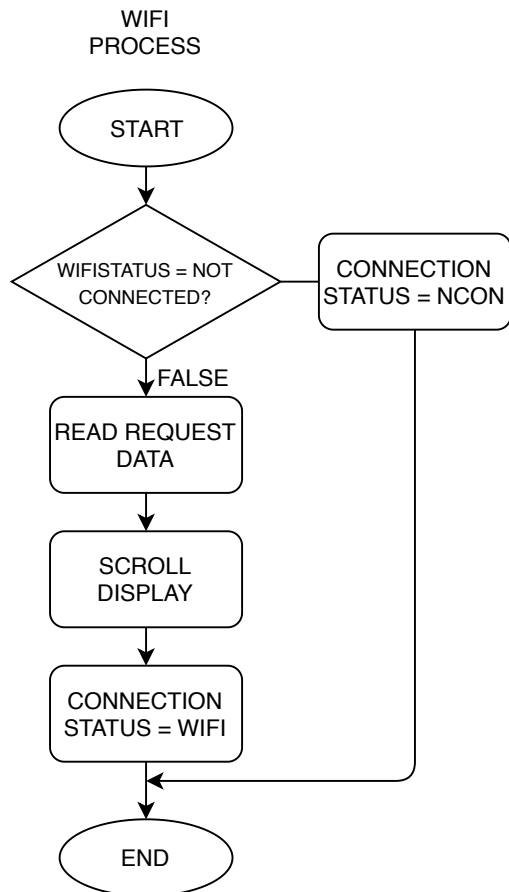 WIFI
PROCESS
START
WIFISTATUS = NOT
CONNECTED?
CONNECTION
STATUS = NCON
FALSE
READ REQUEST
DATA
SCROLL
DISPLAY
CONNECTION
STATUS = WIFI
END